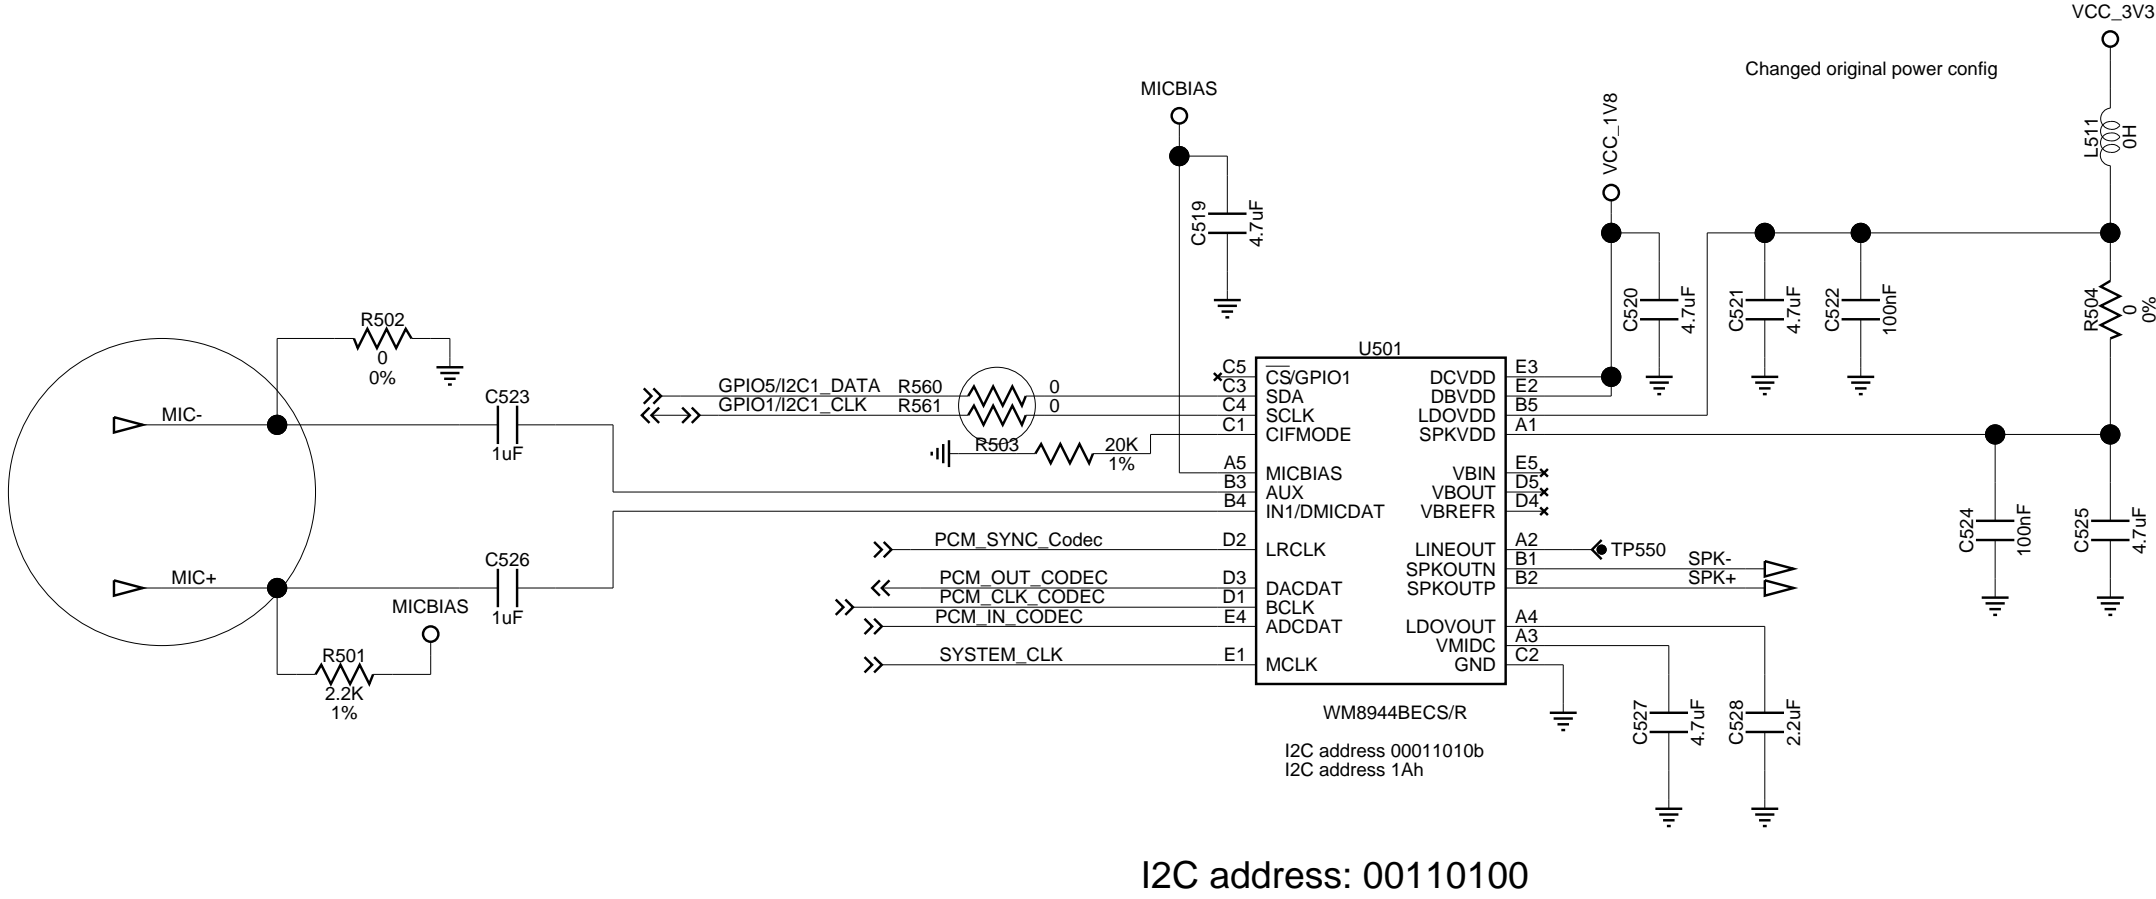 VCC_3V3
Changed original power config
MICBIAS
VCC_1V8
L511
0H
C519
4.7uF
C520
4.7uF
C521
4.7uF
C522
100nF
R504
0
0%
R502
0
0%
U501
MIC-
C523
1uF
GPIO5/I2C1_DATA R560 0
GPIO1/I2C1_CLK R561 0
R503 20K
1%
C5 CS/GPIO1 DCVDD E3
C3 SDA DBVDD E2
C4 SCLK LDOVDD B5
C1 CIFMODE SPKVDD A1
A5 MICBIAS VBIN E5
B3 AUX VBOUT D5
B4 IN1/DMICDAT VBREFR D4
PCM_SYNC_Codec D2 LRCLK LINEOUT A2 TP550
SPKOUTN B1 SPK-
PCM_OUT_CODEC D3 DACDAT SPKOUTP B2 SPK+
PCM_CLK_CODEC D1 BCLK
PCM_IN_CODEC E4 ADCDAT LDOVOUT A4
VMIDC A3
SYSTEM_CLK E1 MCLK GND C2
C524
100nF
C525
4.7uF
MIC+
C526
1uF
MICBIAS
R501
2.2K
1%
WM8944BECS/R
C527
4.7uF
C528
2.2uF
I2C address 00011010b
I2C address 1Ah
I2C address: 00110100